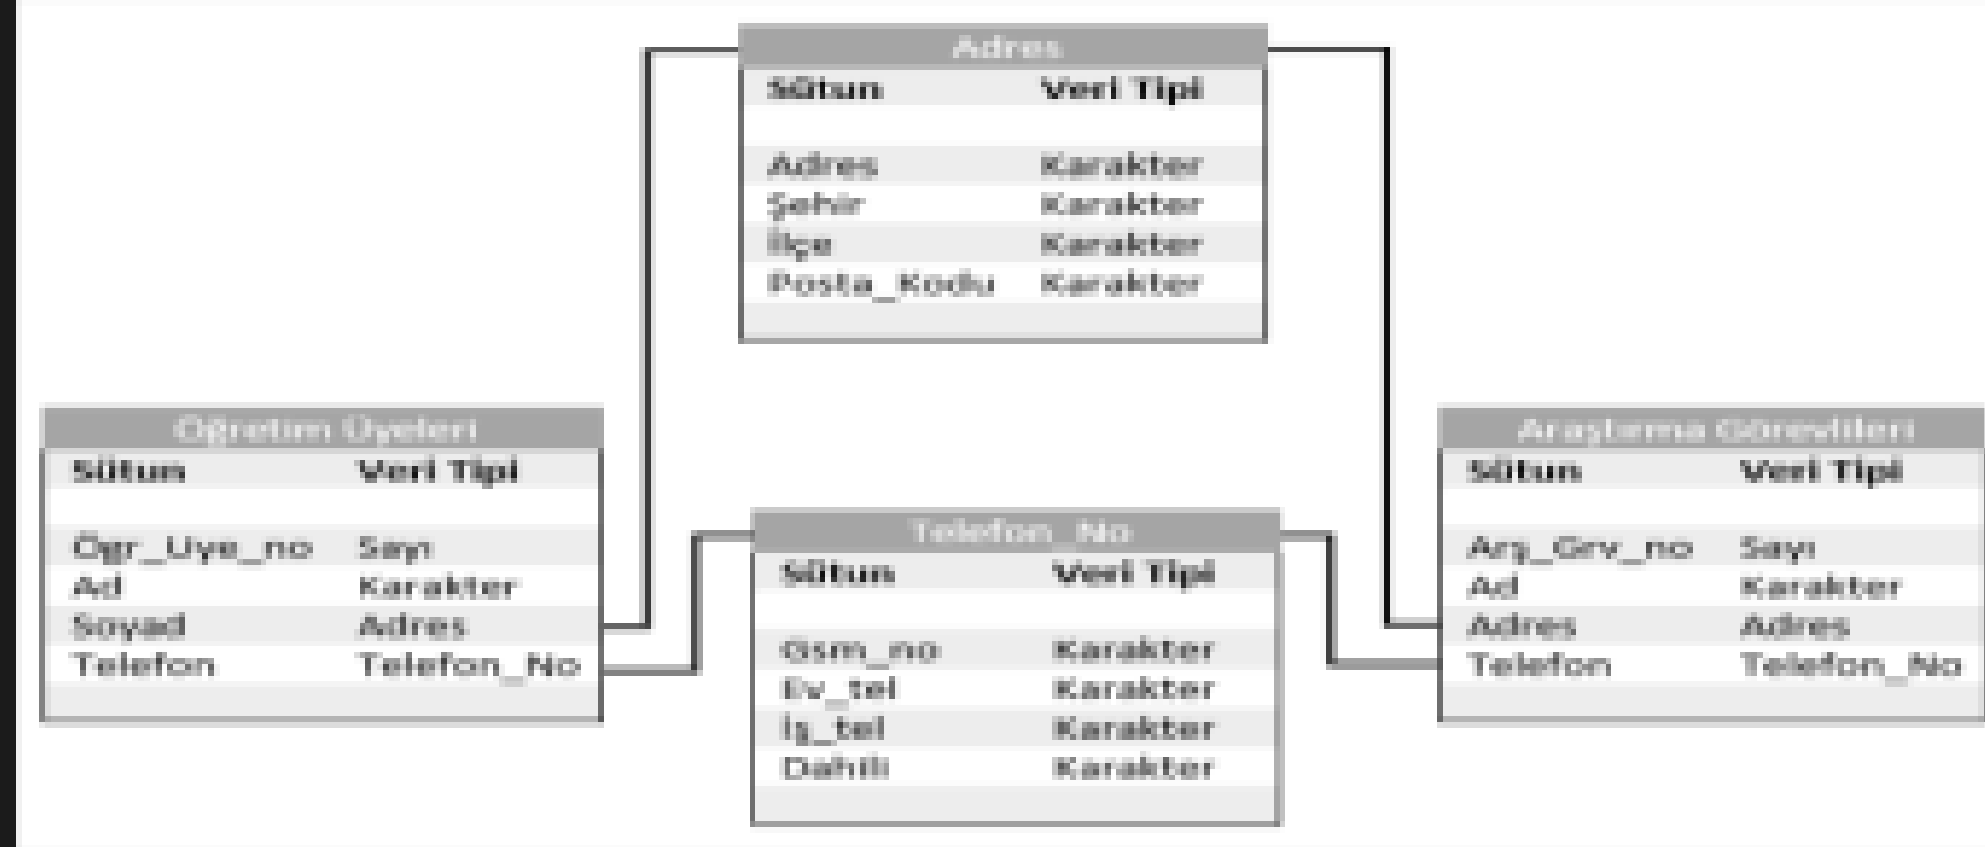 Adres
Sütun Veri Tipi
Adres Karakter
Şehir Karakter
İlçe Karakter
Posta_Kodu Karakter
Öğretim Üyeleri
Sütun Veri Tipi
Ögr_Uye_no Sayı
Ad Karakter
Soyad Adres
Telefon Telefon_No
Telefon_No
Sütun Veri Tipi
Gsm_no Karakter
Ev_tel Karakter
İş_tel Karakter
Dahili Karakter
Araştırma Görevlileri
Sütun Veri Tipi
Arş_Grv_no Sayı
Ad Karakter
Adres Adres
Telefon Telefon_No